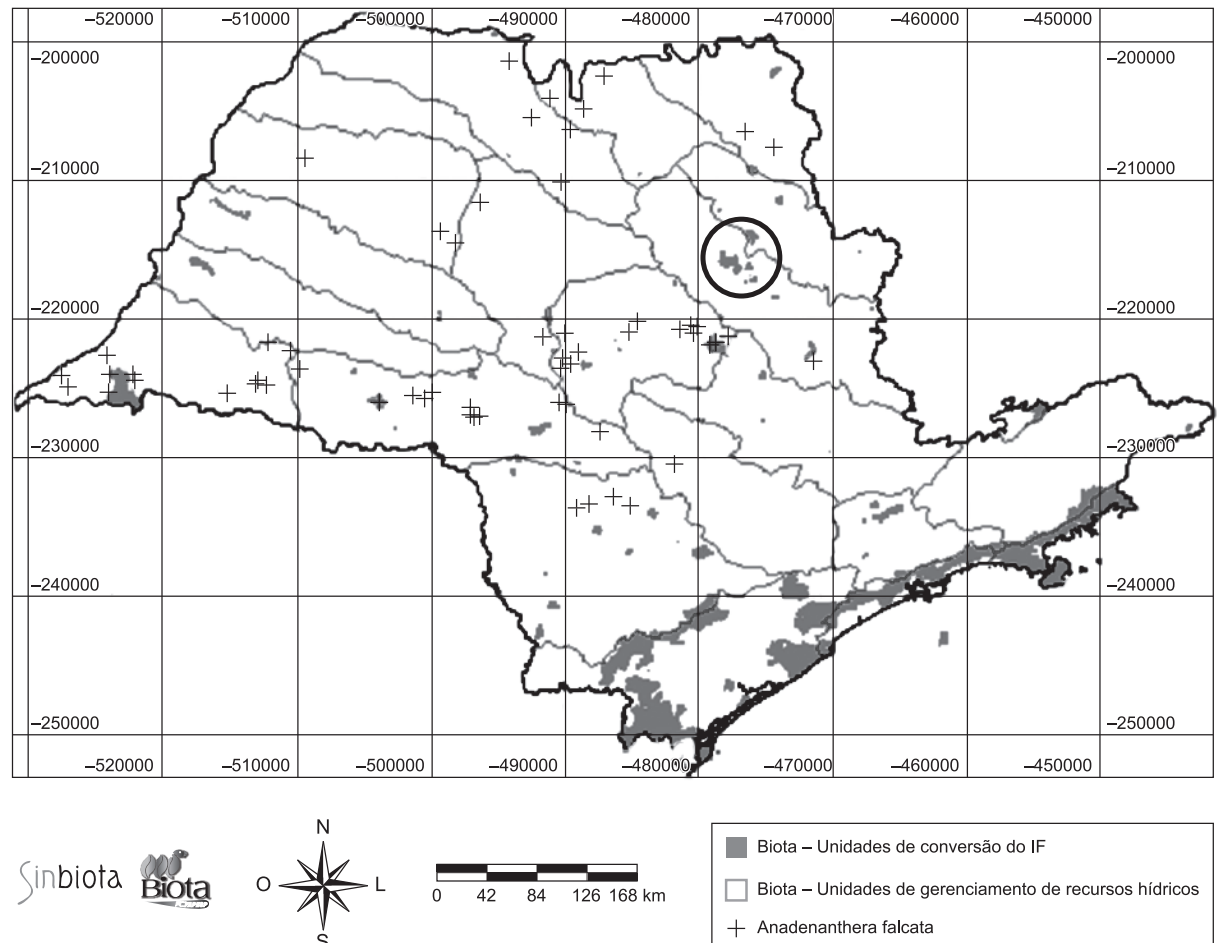 −520000 −510000 −500000 −490000 −480000 −470000 −460000 −450000
−200000 −200000
−210000 −210000
−220000 −220000
−230000 −230000
−240000 −240000
−250000 −250000
−520000 −510000 −500000 −490000 −480000 −470000 −460000 −450000
Sinbiota
Biota
N
O L
S
0 42 84 126 168 km
Biota – Unidades de conversão do IF
Biota – Unidades de gerenciamento de recursos hídricos
Anadenanthera falcata